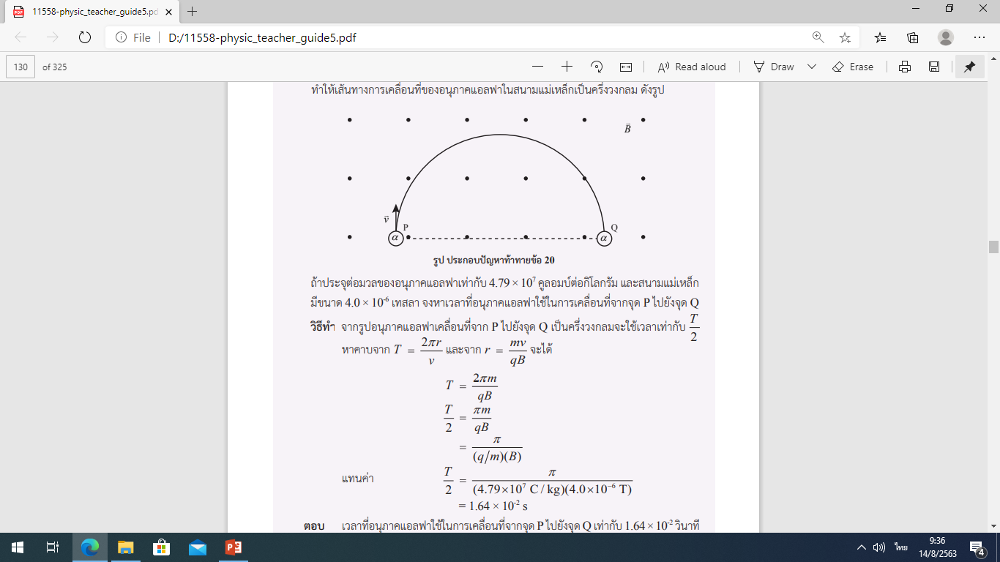 11558-physic_teacher_guide5.pd
File D:/11558-physic_teacher_guide5.pdf
130 of 325 Read aloud Draw Erase
ทำให้เส้นทางการเคลื่อนที่ของอนุภาคแอลฟาในสนามแม่เหล็กเป็นครึ่งวงกลม ดังรูป
B⃗
v⃗ P Q
α α
รูป ประกอบปัญหาท้าทายข้อ 20
ถ้าประจุต่อมวลของอนุภาคแอลฟาเท่ากับ 4.79 × 10⁷ คูลอมบ์ต่อกิโลกรัม และสนามแม่เหล็ก
มีขนาด 4.0 × 10⁻⁶ เทสลา จงหาเวลาที่อนุภาคแอลฟาใช้ในการเคลื่อนที่จากจุด P ไปยังจุด Q
วิธีทำ จากรูปอนุภาคแอลฟาเคลื่อนที่จาก P ไปยังจุด Q เป็นครึ่งวงกลมจะใช้เวลาเท่ากับ T/2
หาคาบจาก T = 2πr/v และจาก r = mv/qB จะได้
T = 2πm/qB
T/2 = πm/qB
= π/(q/m)(B)
แทนค่า T/2 = π/(4.79×10⁷ C / kg)(4.0×10⁻⁶ T)
= 1.64 × 10⁻² s
ตอบ เวลาที่อนุภาคแอลฟาใช้ในการเคลื่อนที่จากจุด P ไปยังจุด Q เท่ากับ 1.64 × 10⁻² วินาที
ไทย 9:36
14/8/2563 4